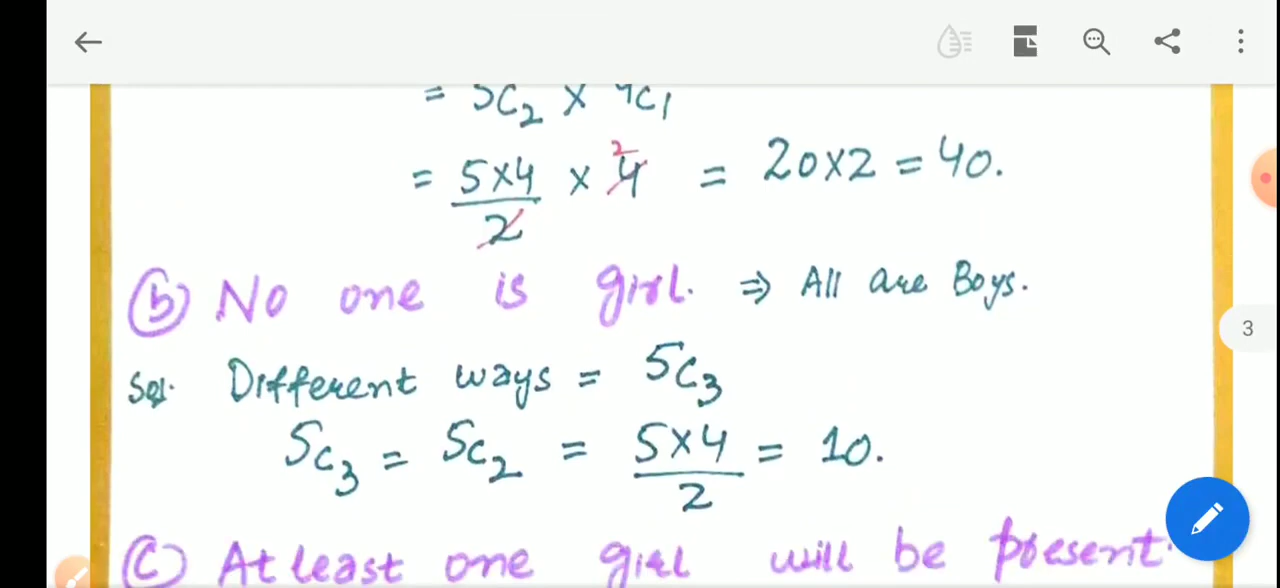 = 5C2 × 4C1
= 5×4/2 × 4 2 = 20×2 = 40.
(b) No one is girl. ⇒ All are Boys.
3
Sol. Different ways = 5C3
5C3 = 5C2 = 5×4/2 = 10.
(C) At least one girl will be present.